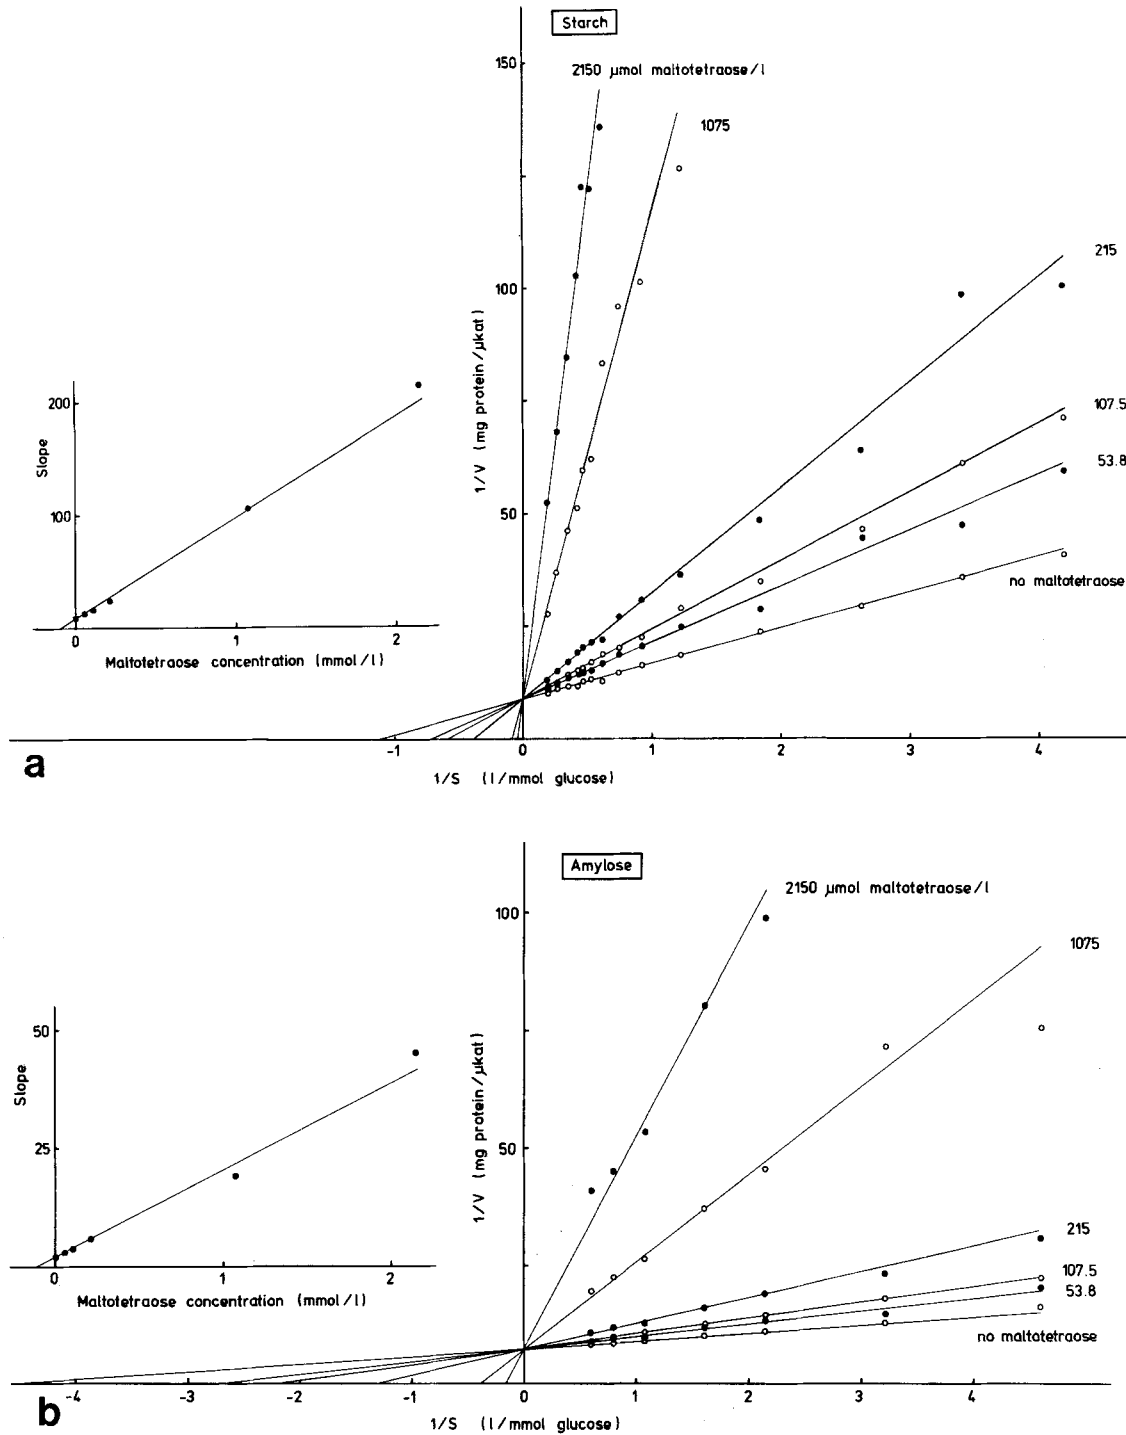 Starch
150
2150 µmol maltotetraose/l
1075
215
100
1/V (mg protein/µkat)
107.5
53.8
50
no maltotetraose
200
Slope
100
0
1
2
Maltotetraose concentration (mmol/l)
-1
0
1
2
3
4
a
1/S (l/mmol glucose)
Amylose
2150 µmol maltotetraose/l
100
1075
50
Slope
1/V (mg protein/µkat)
50
25
215
107.5
53.8
no maltotetraose
0
1
2
Maltotetraose concentration (mmol/l)
-4
-3
-2
-1
0
1
2
3
4
b
1/S (l/mmol glucose)